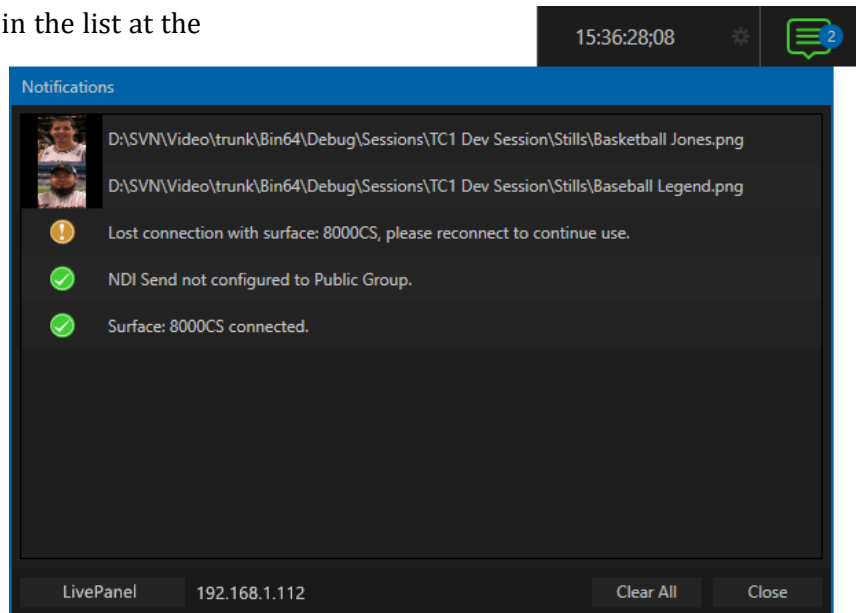 in the list at the
15:36:28;08
2
Notifications
D:\SVN\Video\trunk\Bin64\Debug\Sessions\TC1 Dev Session\Stills\Basketball Jones.png
D:\SVN\Video\trunk\Bin64\Debug\Sessions\TC1 Dev Session\Stills\Baseball Legend.png
Lost connection with surface: 8000CS, please reconnect to continue use.
NDI Send not configured to Public Group.
Surface: 8000CS connected.
LivePanel 192.168.1.112 Clear All Close